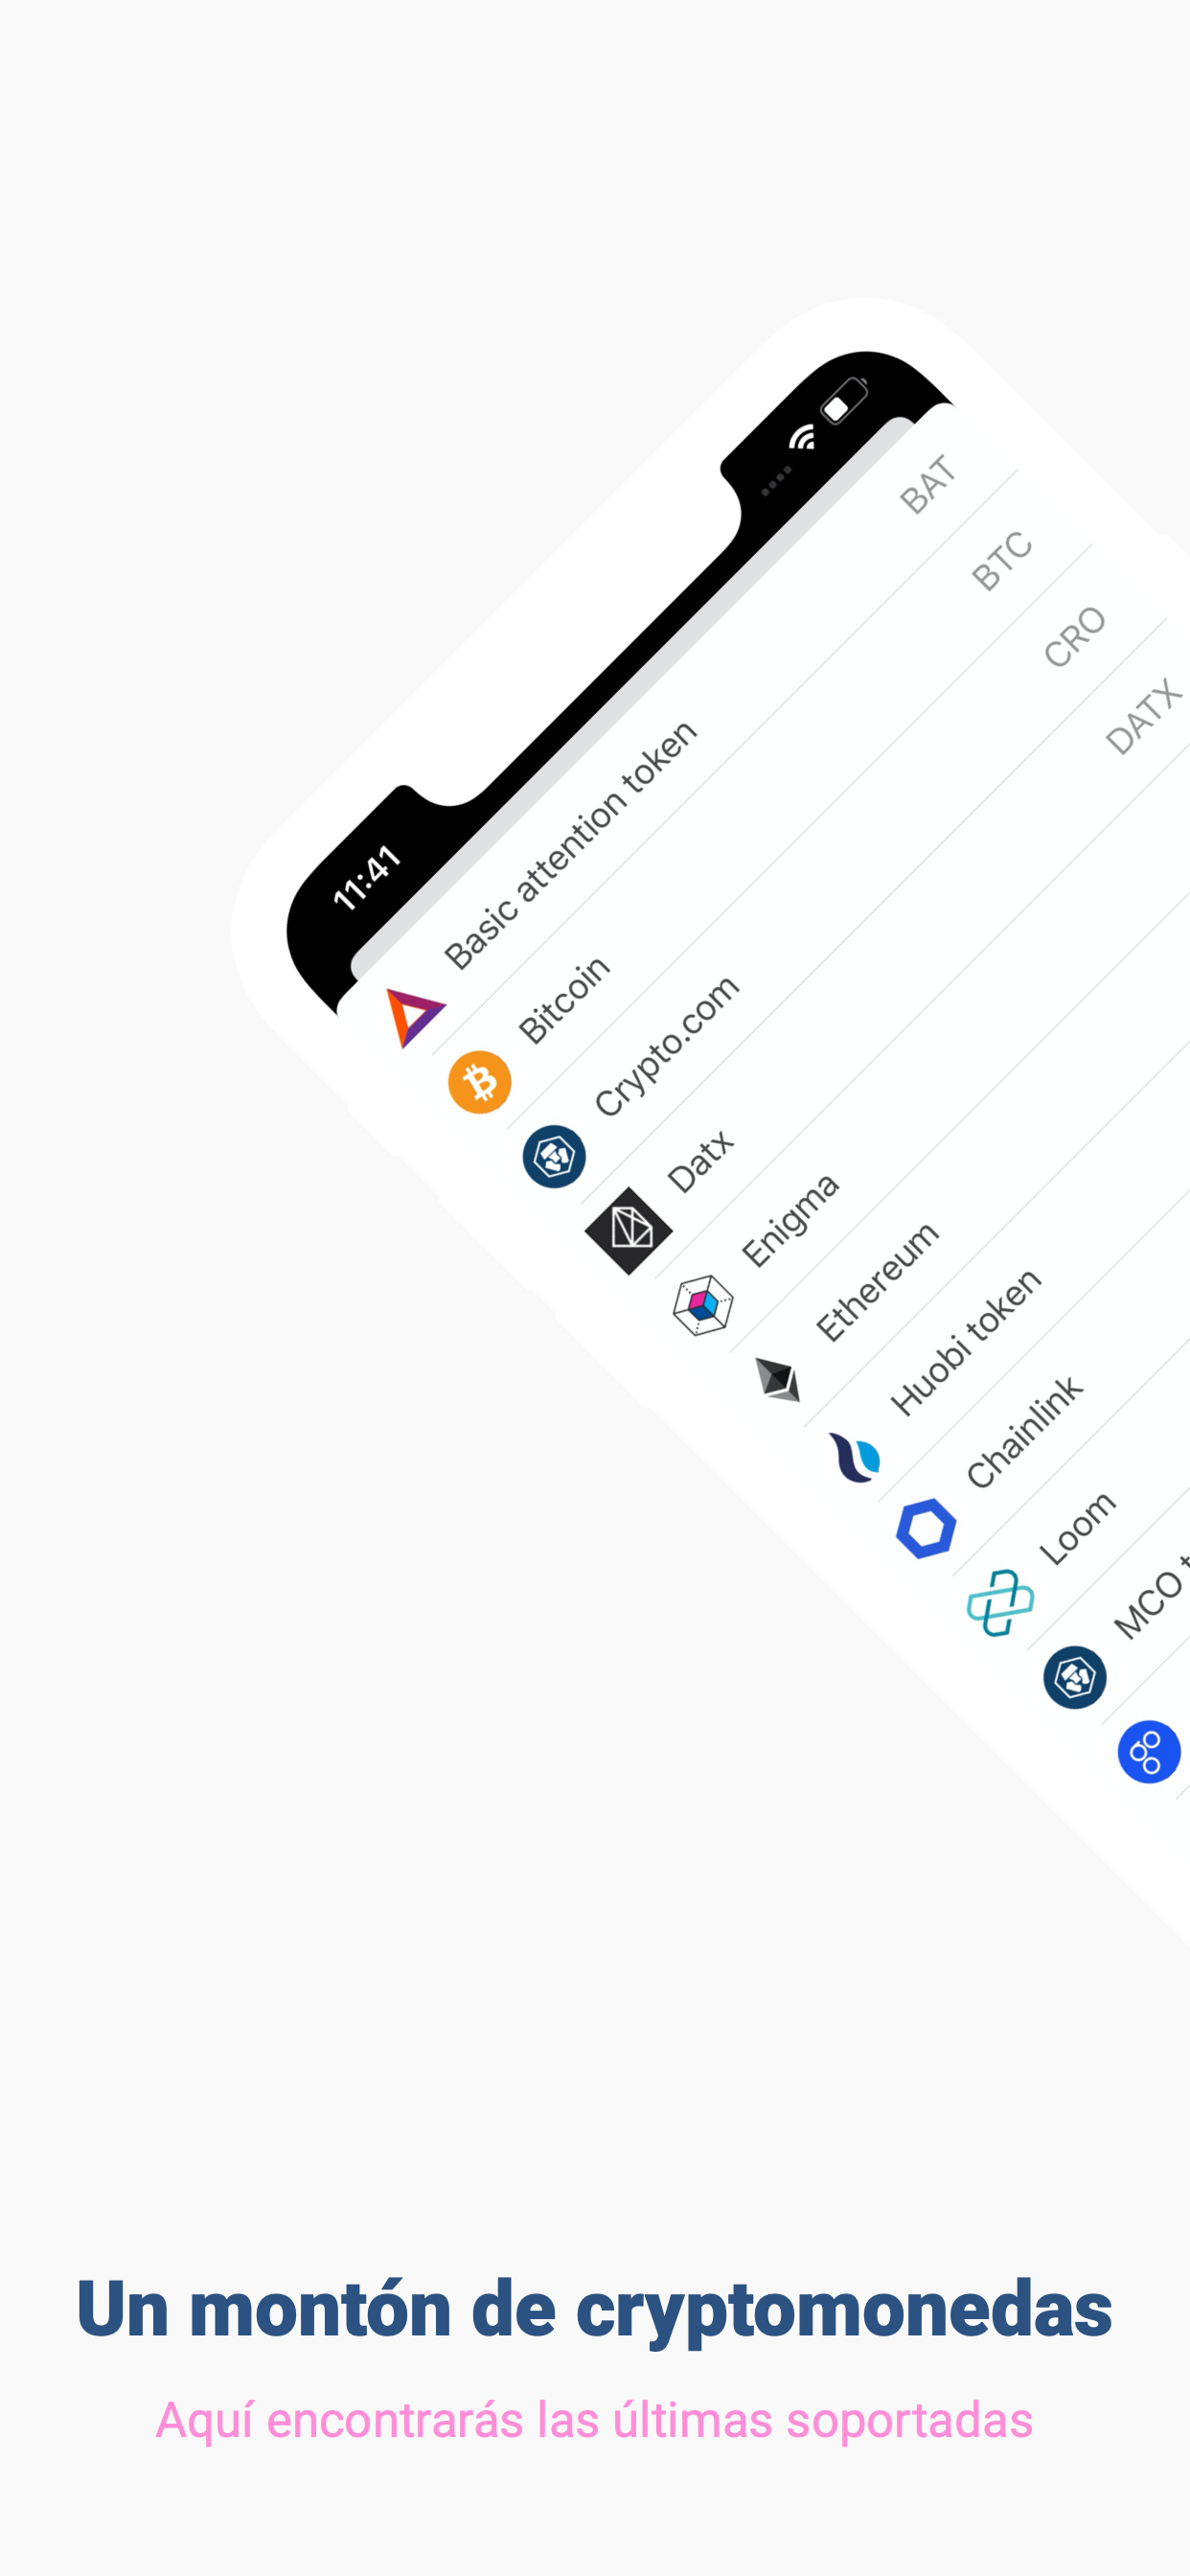 11:41
Basic attention token BAT
Bitcoin BTC
Crypto.com CRO
Datx DATX
Enigma
Ethereum
Huobi token
Chainlink
Loom
MCO
Un montón de cryptomonedas
Aquí encontrarás las últimas soportadas